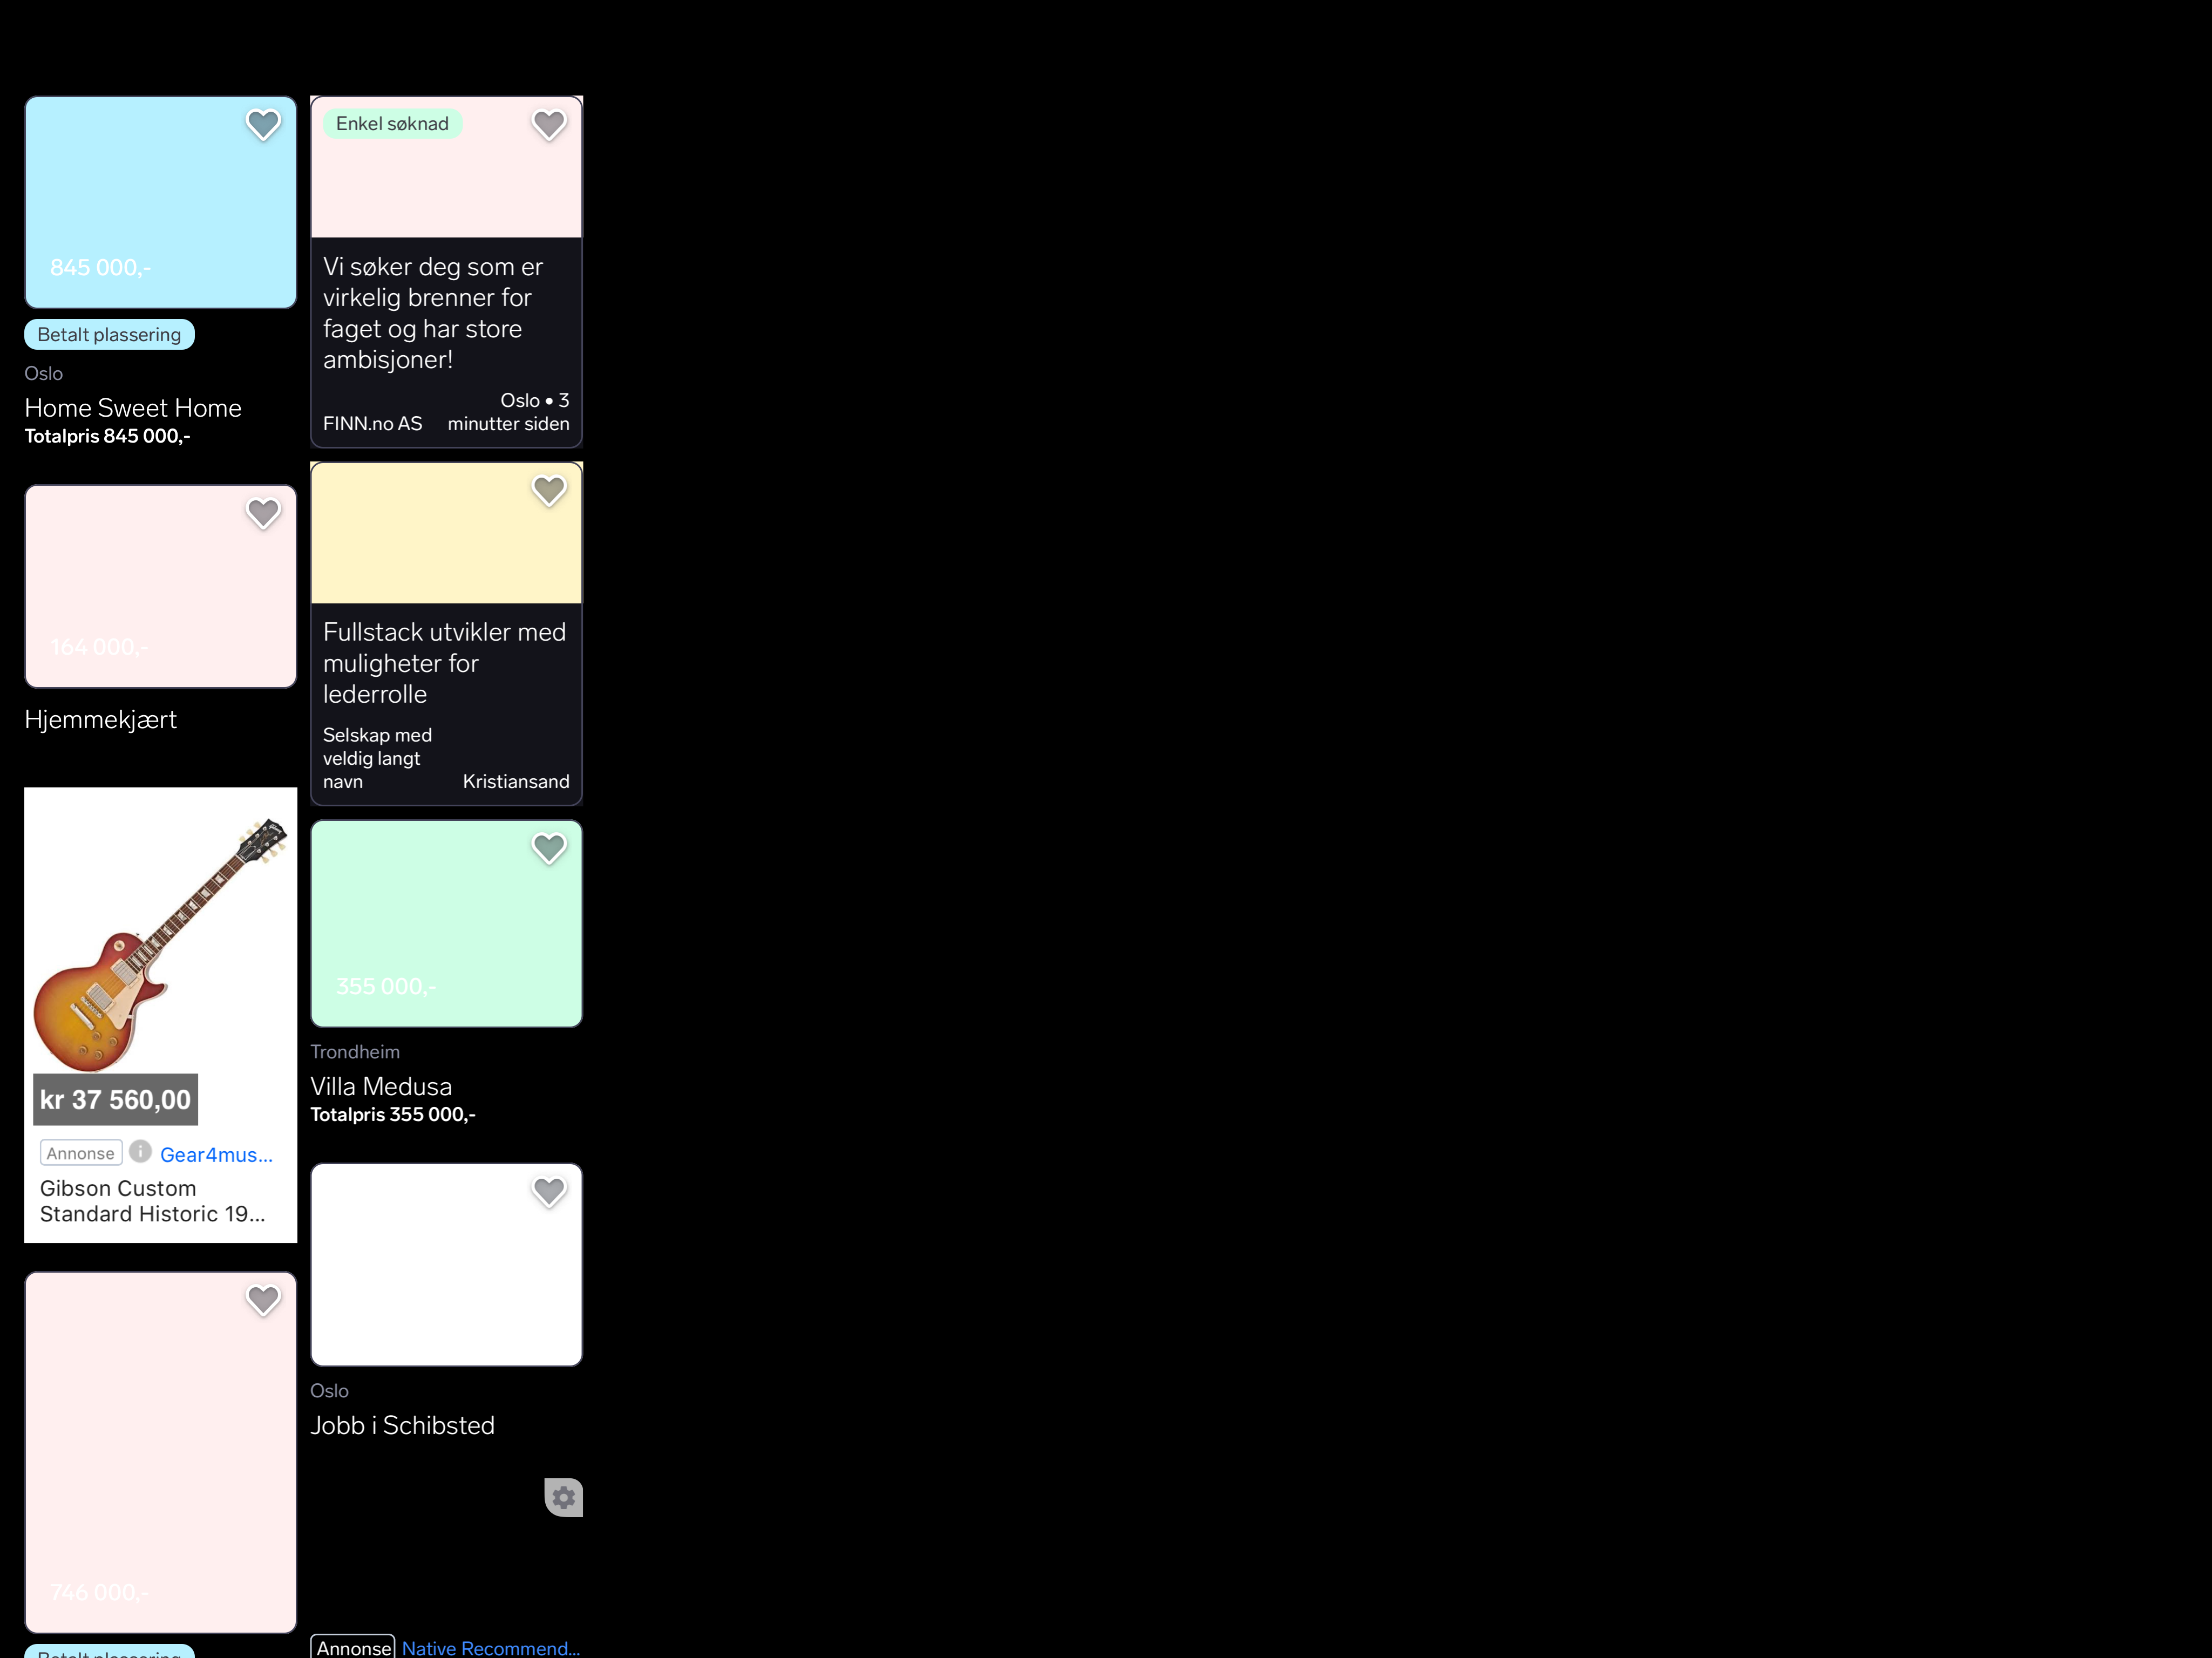 845 000,-
Betalt plassering
Oslo
Home Sweet Home
Totalpris 845 000,-
164 000,-
Hjemmekjært
Gibson
kr 37 560,00
Annonse
Gear4mus...
Gibson Custom
Standard Historic 19...
746 000,-
Betalt plassering
Enkel søknad
Vi søker deg som er
virkelig brenner for
faget og har store
ambisjoner!
Oslo • 3
FINN.no AS minutter siden
Fullstack utvikler med
muligheter for
lederrolle
Selskap med
veldig langt
navn Kristiansand
355 000,-
Trondheim
Villa Medusa
Totalpris 355 000,-
Oslo
Jobb i Schibsted
Annonse Native Recommend...